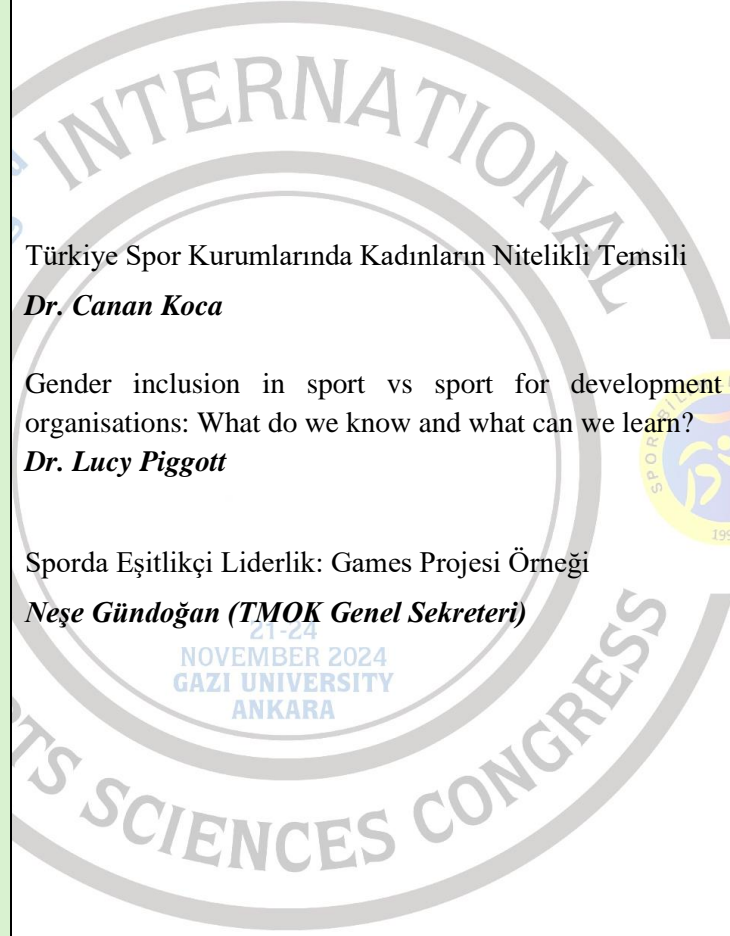 INTERNATIONAL
Türkiye Spor Kurumlarında Kadınların Nitelikli Temsili
Dr. Canan Koca
Gender inclusion in sport vs sport for development
organisations: What do we know and what can we learn?
Dr. Lucy Piggott
Sporda Eşitlikçi Liderlik: Games Projesi Örneği
Neşe Gündoğan (TMOK Genel Sekreteri)
21-24
NOVEMBER 2024
GAZI UNIVERSITY
ANKARA
SCIENCES CONGRESS